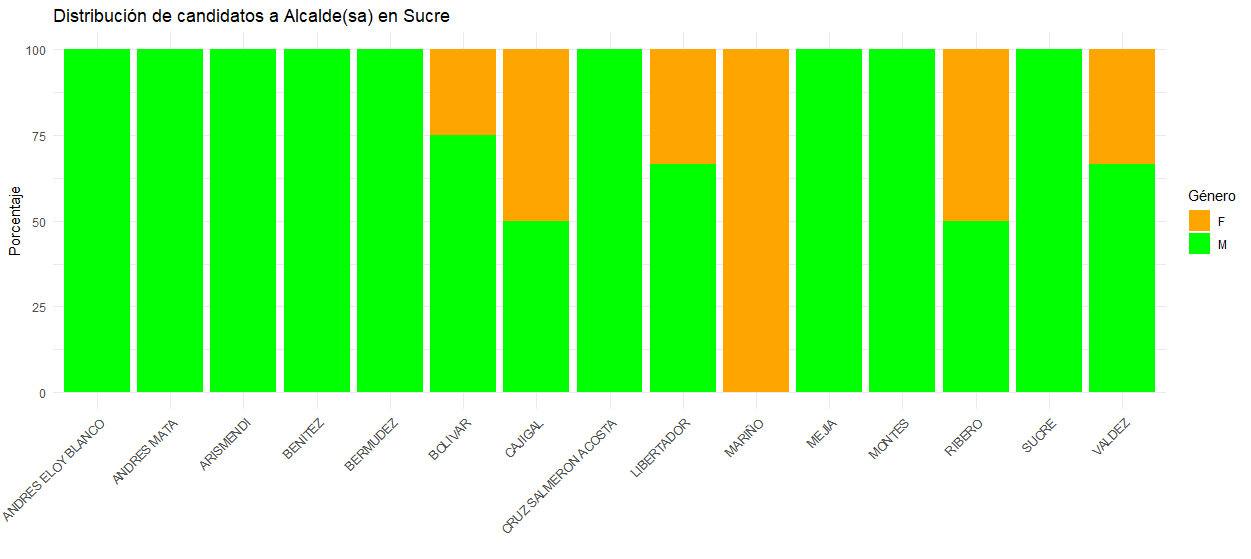 Distribución de candidatos a Alcalde(sa) en Sucre
Porcentaje
100
75
50
25
0
ANDRES ELOY BLANCO
ANDRES MATA
ARISMENDI
BENITEZ
BERMUDEZ
BOLIVAR
CAJIGAL
CRUZ SALMERON ACOSTA
LIBERTADOR
MARIÑO
MEJIA
MONTES
RIBERO
SUCRE
VALDEZ
Género
F
M